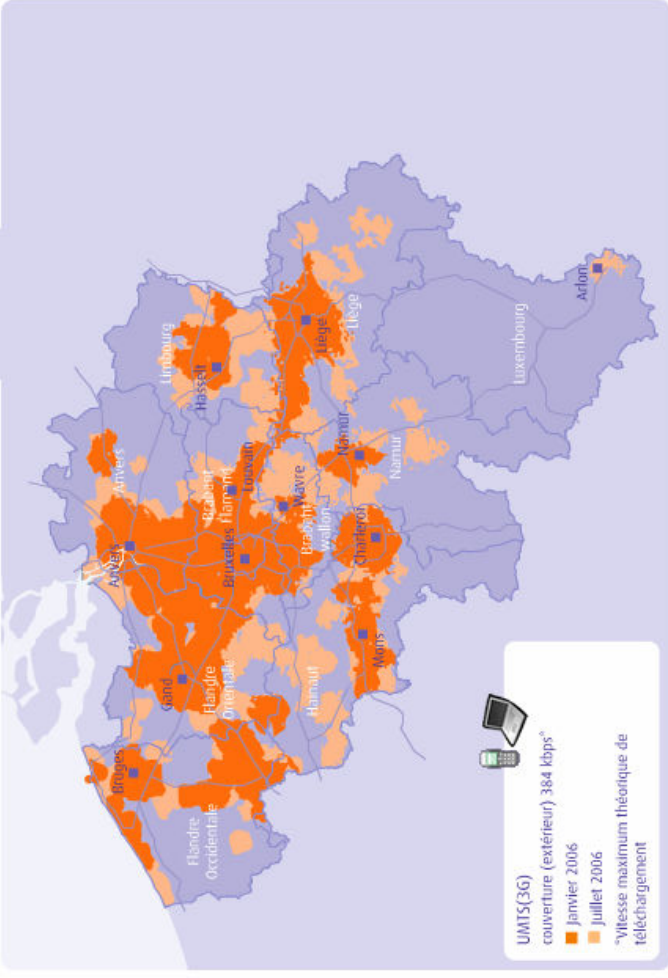 Bruges
Flandre
Occidentale
Gand
Flandre
Orientale
Anvers
Anvers
Bruxelles
Brabant
Flamand
Louvain
Limbourg
Hasselt
Wavre
Brabant
wallon
Hainaut
Mons
Charleroi
Namur
Namur
Liège
Liège
Luxembourg
Arlon
UMTS(3G)
couverture (extérieur) 384 kbps°
Janvier 2006
Juillet 2006
°Vitesse maximum théorique de
téléchargement